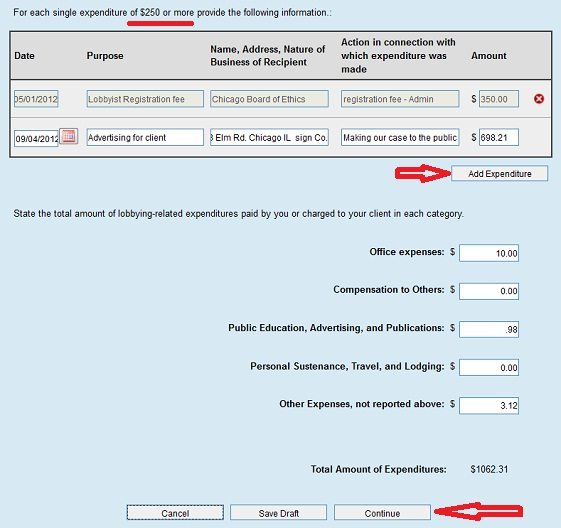 For each single expenditure of $250 or more provide the following information.:
Date Purpose Name, Address, Nature of Business of Recipient Action in connection with which expenditure was made Amount
05/01/2012 Lobbyist Registration fee Chicago Board of Ethics registration fee - Admin $ 350.00
09/04/2012 Advertising for client Elm Rd. Chicago IL sign Co. Making our case to the public $ 698.21
Add Expenditure
State the total amount of lobbying-related expenditures paid by you or charged to your client in each category.
Office expenses: $ 10.00
Compensation to Others: $ 0.00
Public Education, Advertising, and Publications: $ .98
Personal Sustenance, Travel, and Lodging: $ 0.00
Other Expenses, not reported above: $ 3.12
Total Amount of Expenditures: $1062.31
Cancel Save Draft Continue